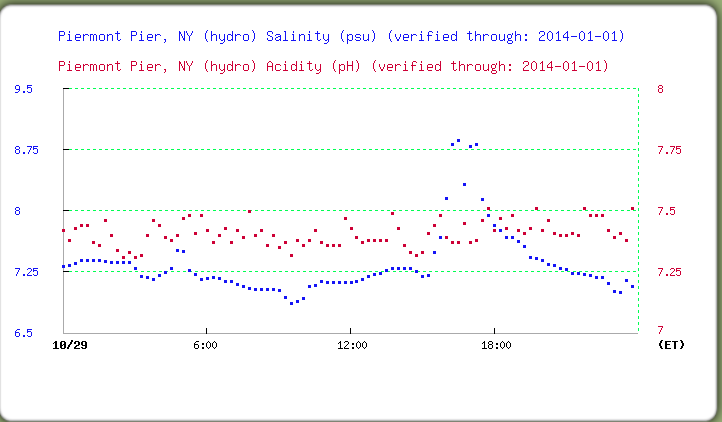 Piermont Pier, NY (hydro) Salinity (psu) (verified through: 2014-01-01)
Piermont Pier, NY (hydro) Acidity (pH) (verified through: 2014-01-01)
9.5 8
8.75 7.75
8 7.5
7.25 7.25
6.5 7
10/29 6:00 12:00 18:00 (ET)